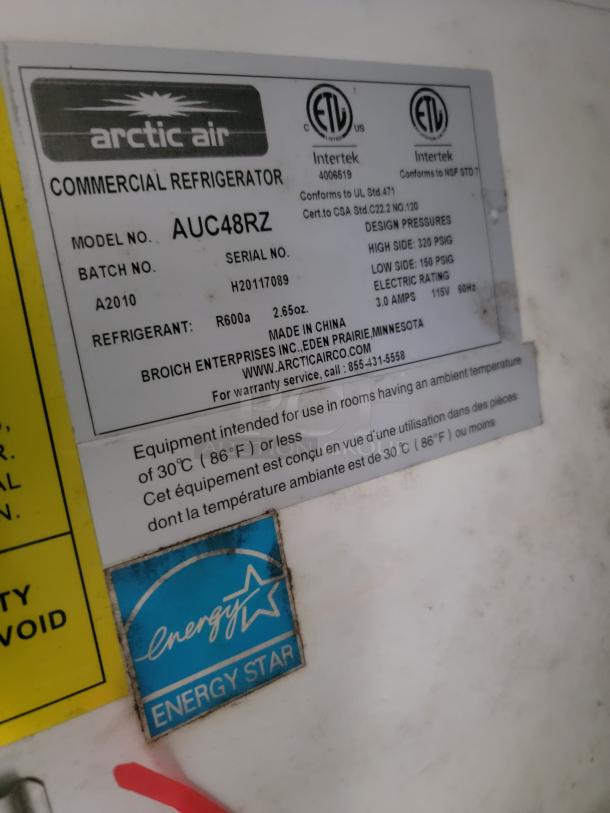 arctic air
C ETL US
LISTED
Intertek
4006519
ETL
Intertek
Conforms to NSF STD 7
COMMERCIAL REFRIGERATOR
Conforms to UL Std.471
Cert.to CSA Std.C22.2 NO.120
MODEL NO. AUC48RZ
DESIGN PRESSURES
HIGH SIDE: 320 PSIG
LOW SIDE: 150 PSIG
BATCH NO. SERIAL NO.
ELECTRIC RATING
A2010 H20117089
3.0 AMPS 115V 60Hz
REFRIGERANT: R600a 2.65oz.
MADE IN CHINA
BROICH ENTERPRISES INC.,EDEN PRAIRIE,MINNESOTA
WWW.ARCTICAIRCO.COM
For warranty service, call : 855-431-5558
Equipment intended for use in rooms having an ambient temperature
of 30℃ ( 86°F ) or less
Cet équipement est conçu en vue d'une utilisation dans des pièces
dont la température ambiante est de 30℃ ( 86°F ) ou moins
energy
ENERGY STAR
R.
AL
N.
TY
VOID
AUCTION GROUP